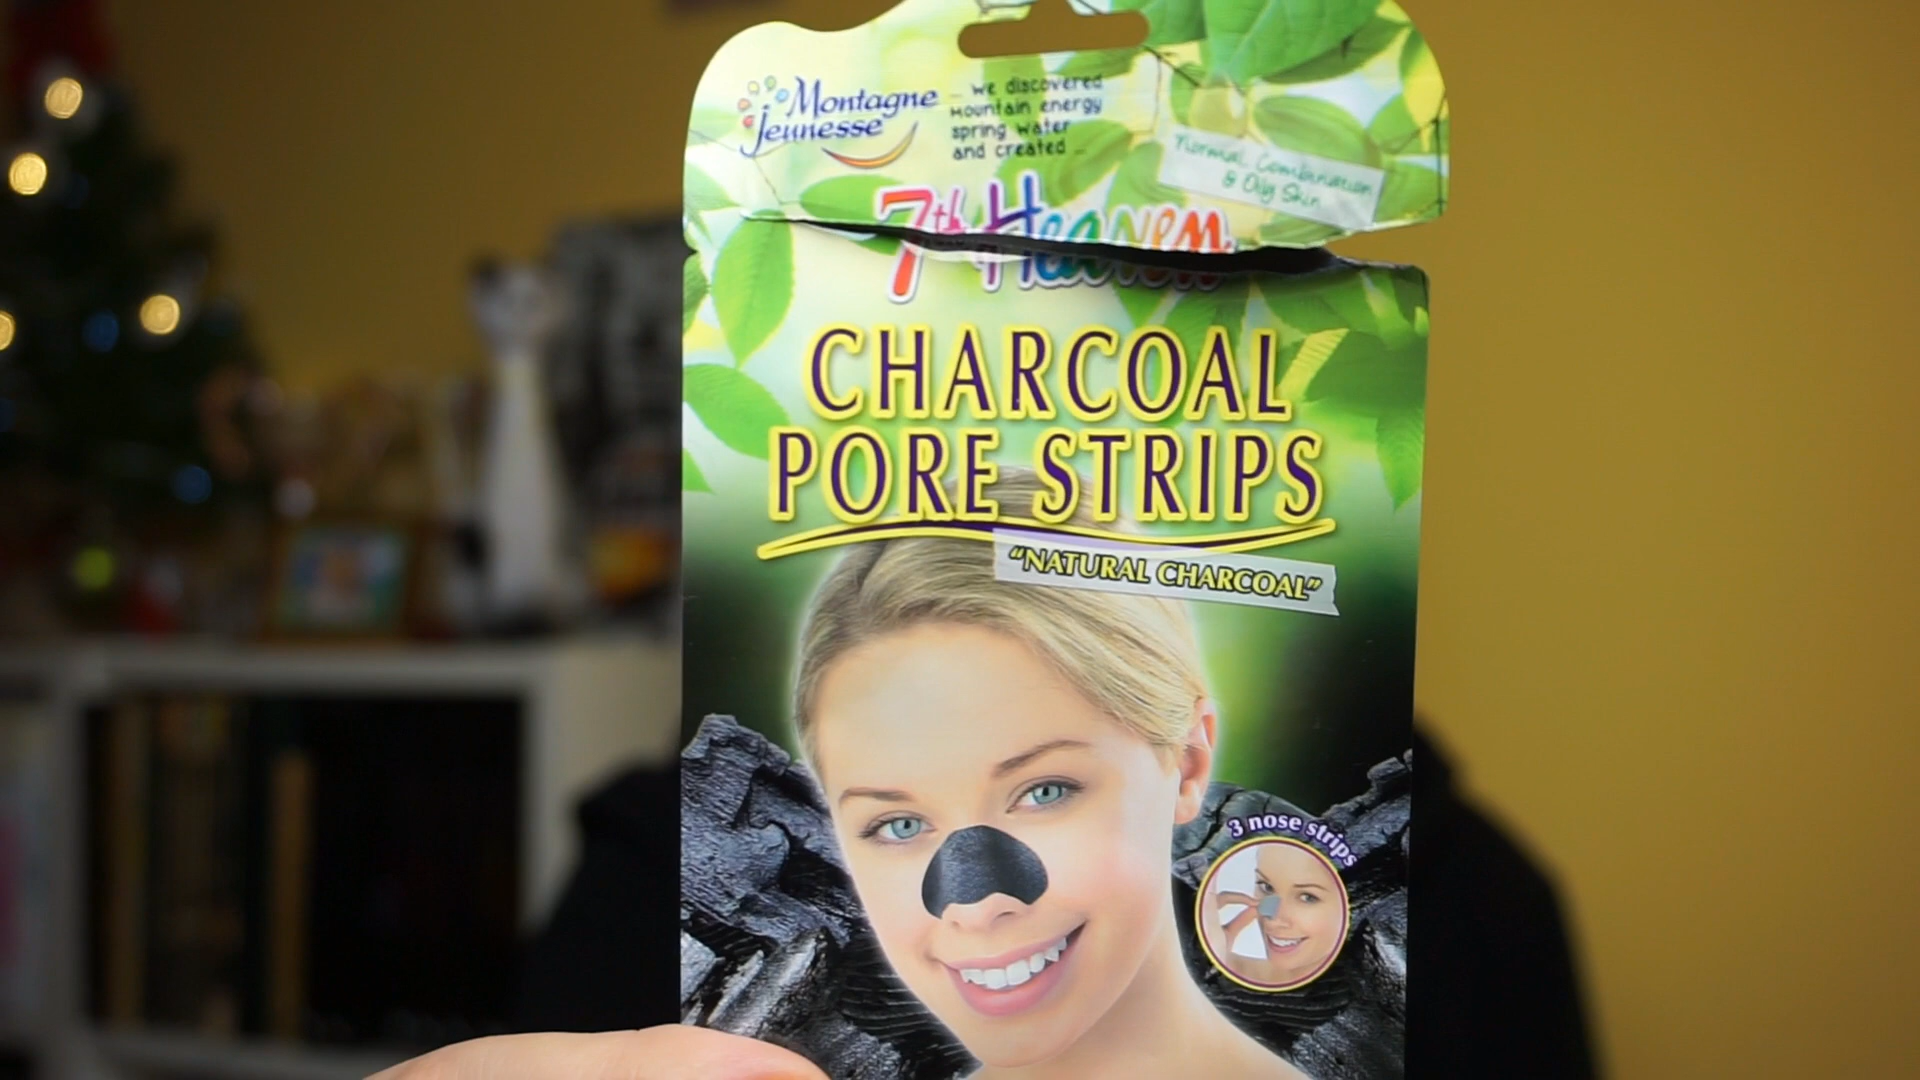 Montagne
Jeunesse
... we discovered
mountain energy
spring water
and created ...
Normal, Combination
& Oily Skin
7th Heaven
CHARCOAL
PORE STRIPS
"NATURAL CHARCOAL"
3 nose strips